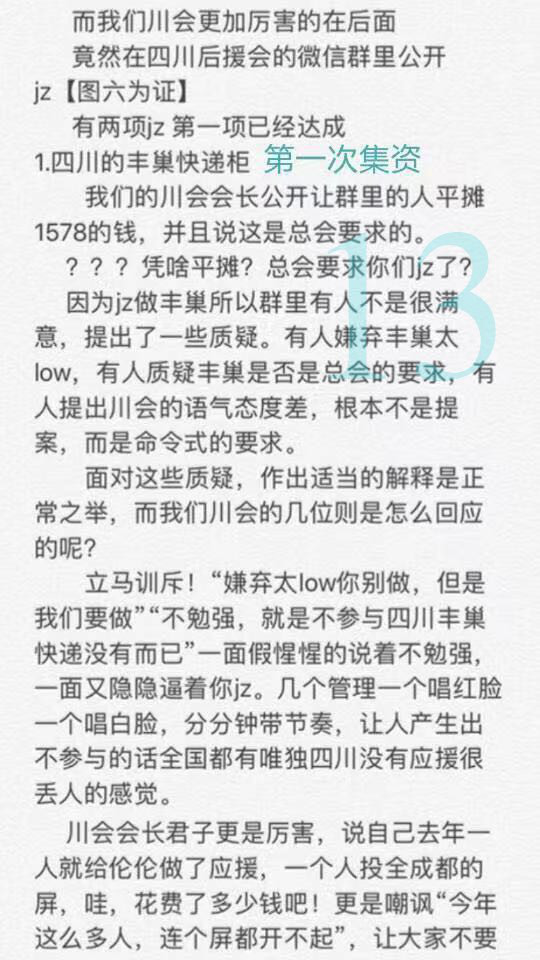 而我们川会更加厉害的在后面
竟然在四川后援会的微信群里公开
jz【图六为证】
有两项jz 第一项已经达成
1.四川的丰巢快递柜 第一次集资
我们的川会会长公开让群里的人平摊
1578的钱，并且说这是总会要求的。
？？？凭啥平摊？总会要求你们jz了？
因为jz做丰巢所以群里有人不是很满
意，提出了一些质疑。有人嫌弃丰巢太
low，有人质疑丰巢是否是总会的要求，有
人提出川会的语气态度差，根本不是提
案，而是命令式的要求。
面对这些质疑，作出适当的解释是正
常之举，而我们川会的几位则是怎么回应
的呢？
立马训斥！“嫌弃太low你别做，但是
我们要做”“不勉强，就是不参与四川丰巢
快递没有而已”一面假惺惺的说着不勉强，
一面又隐隐逼着你jz。几个管理一个唱红脸
一个唱白脸，分分钟带节奏，让人产生出
不参与的话全国都有唯独四川没有应援很
丢人的感觉。
川会会长君子更是厉害，说自己去年一
人就给伦伦做了应援，一个人投全成都的
屏，哇，花费了多少钱吧！更是嘲讽“今年
这么多人，连个屏都开不起”，让大家不要
13